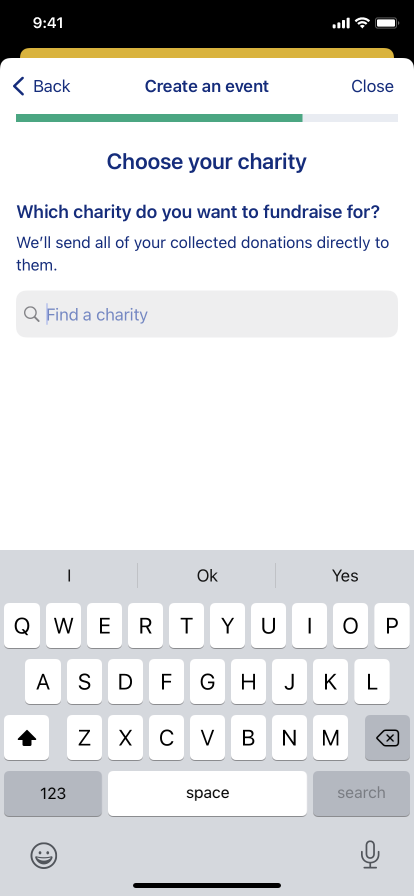 9:41
Back
Create an event
Close
Choose your charity
Which charity do you want to fundraise for?
We’ll send all of your collected donations directly to
them.
Find a charity
I Ok Yes
Q W E R T Y U I O P
A S D F G H J K L
Z X C V B N M
123 space search